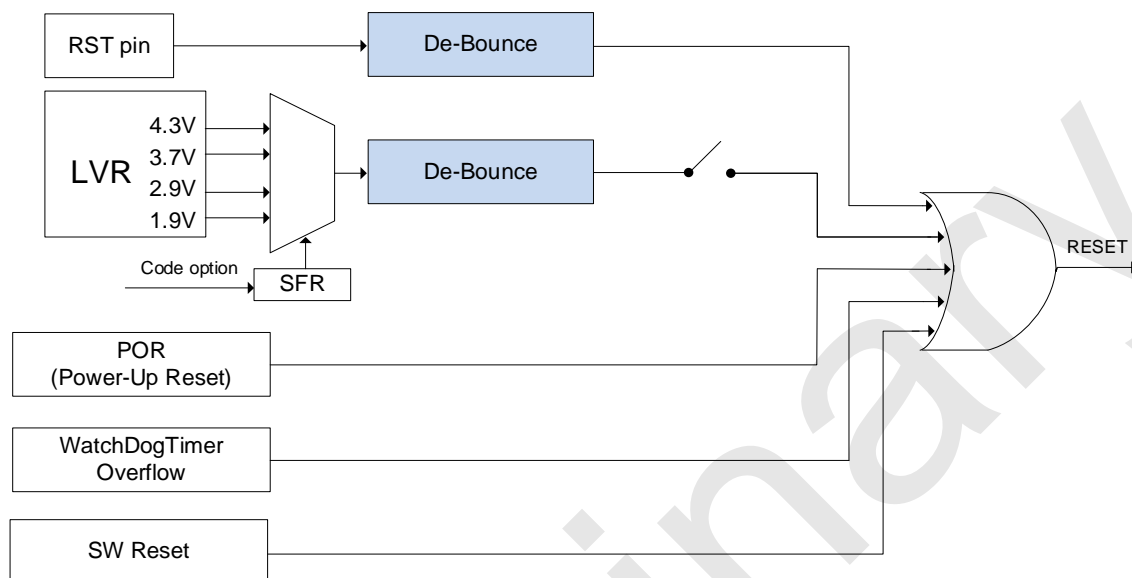 RST pin
De-Bounce
LVR
4.3V
3.7V
2.9V
1.9V
De-Bounce
Code option
SFR
RESET
POR
(Power-Up Reset)
WatchDogTimer
Overflow
SW Reset
inary